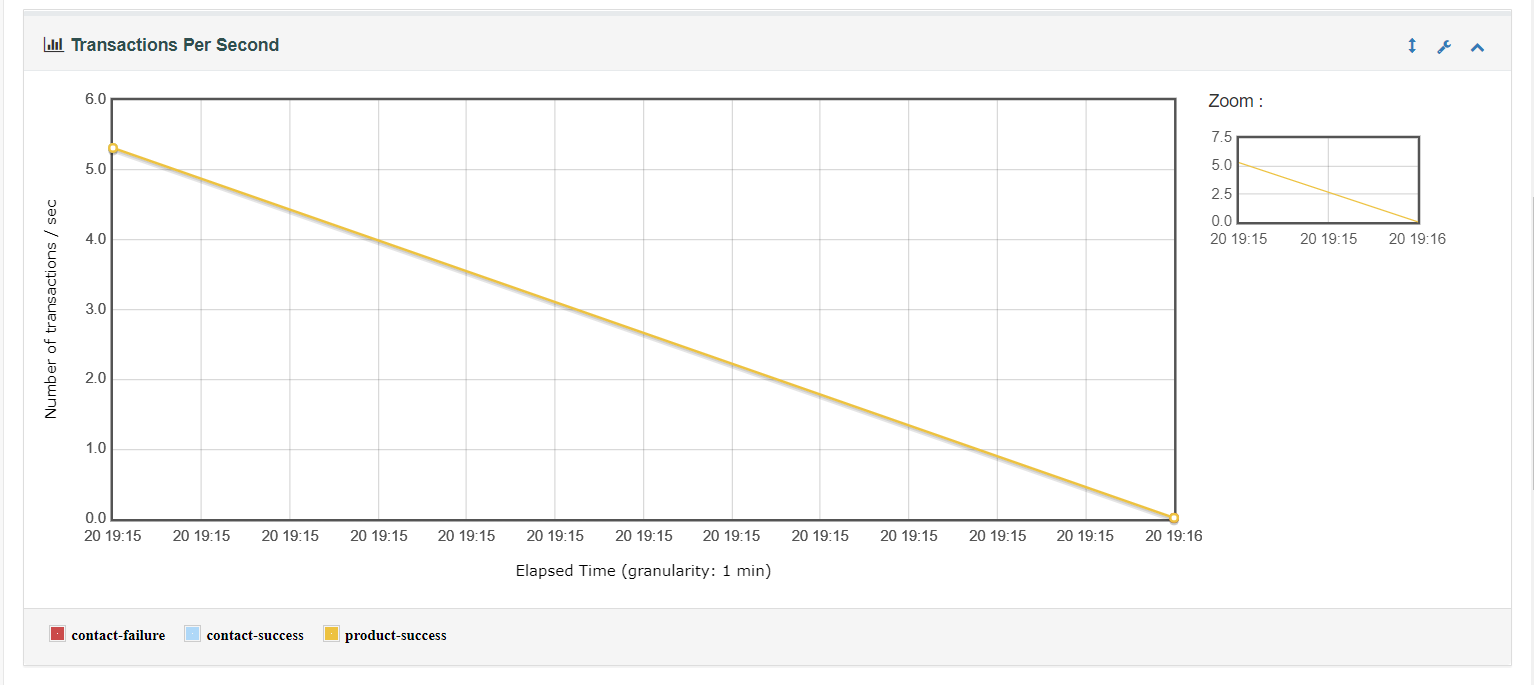 Transactions Per Second
6.0
5.0
4.0
3.0
2.0
1.0
0.0
Number of transactions / sec
20 19:15 20 19:15 20 19:15 20 19:15 20 19:15 20 19:15 20 19:15 20 19:15 20 19:15 20 19:15 20 19:15 20 19:15 20 19:16
Elapsed Time (granularity: 1 min)
Zoom :
7.5
5.0
2.5
0.0
20 19:15 20 19:15 20 19:16
contact-failure contact-success product-success